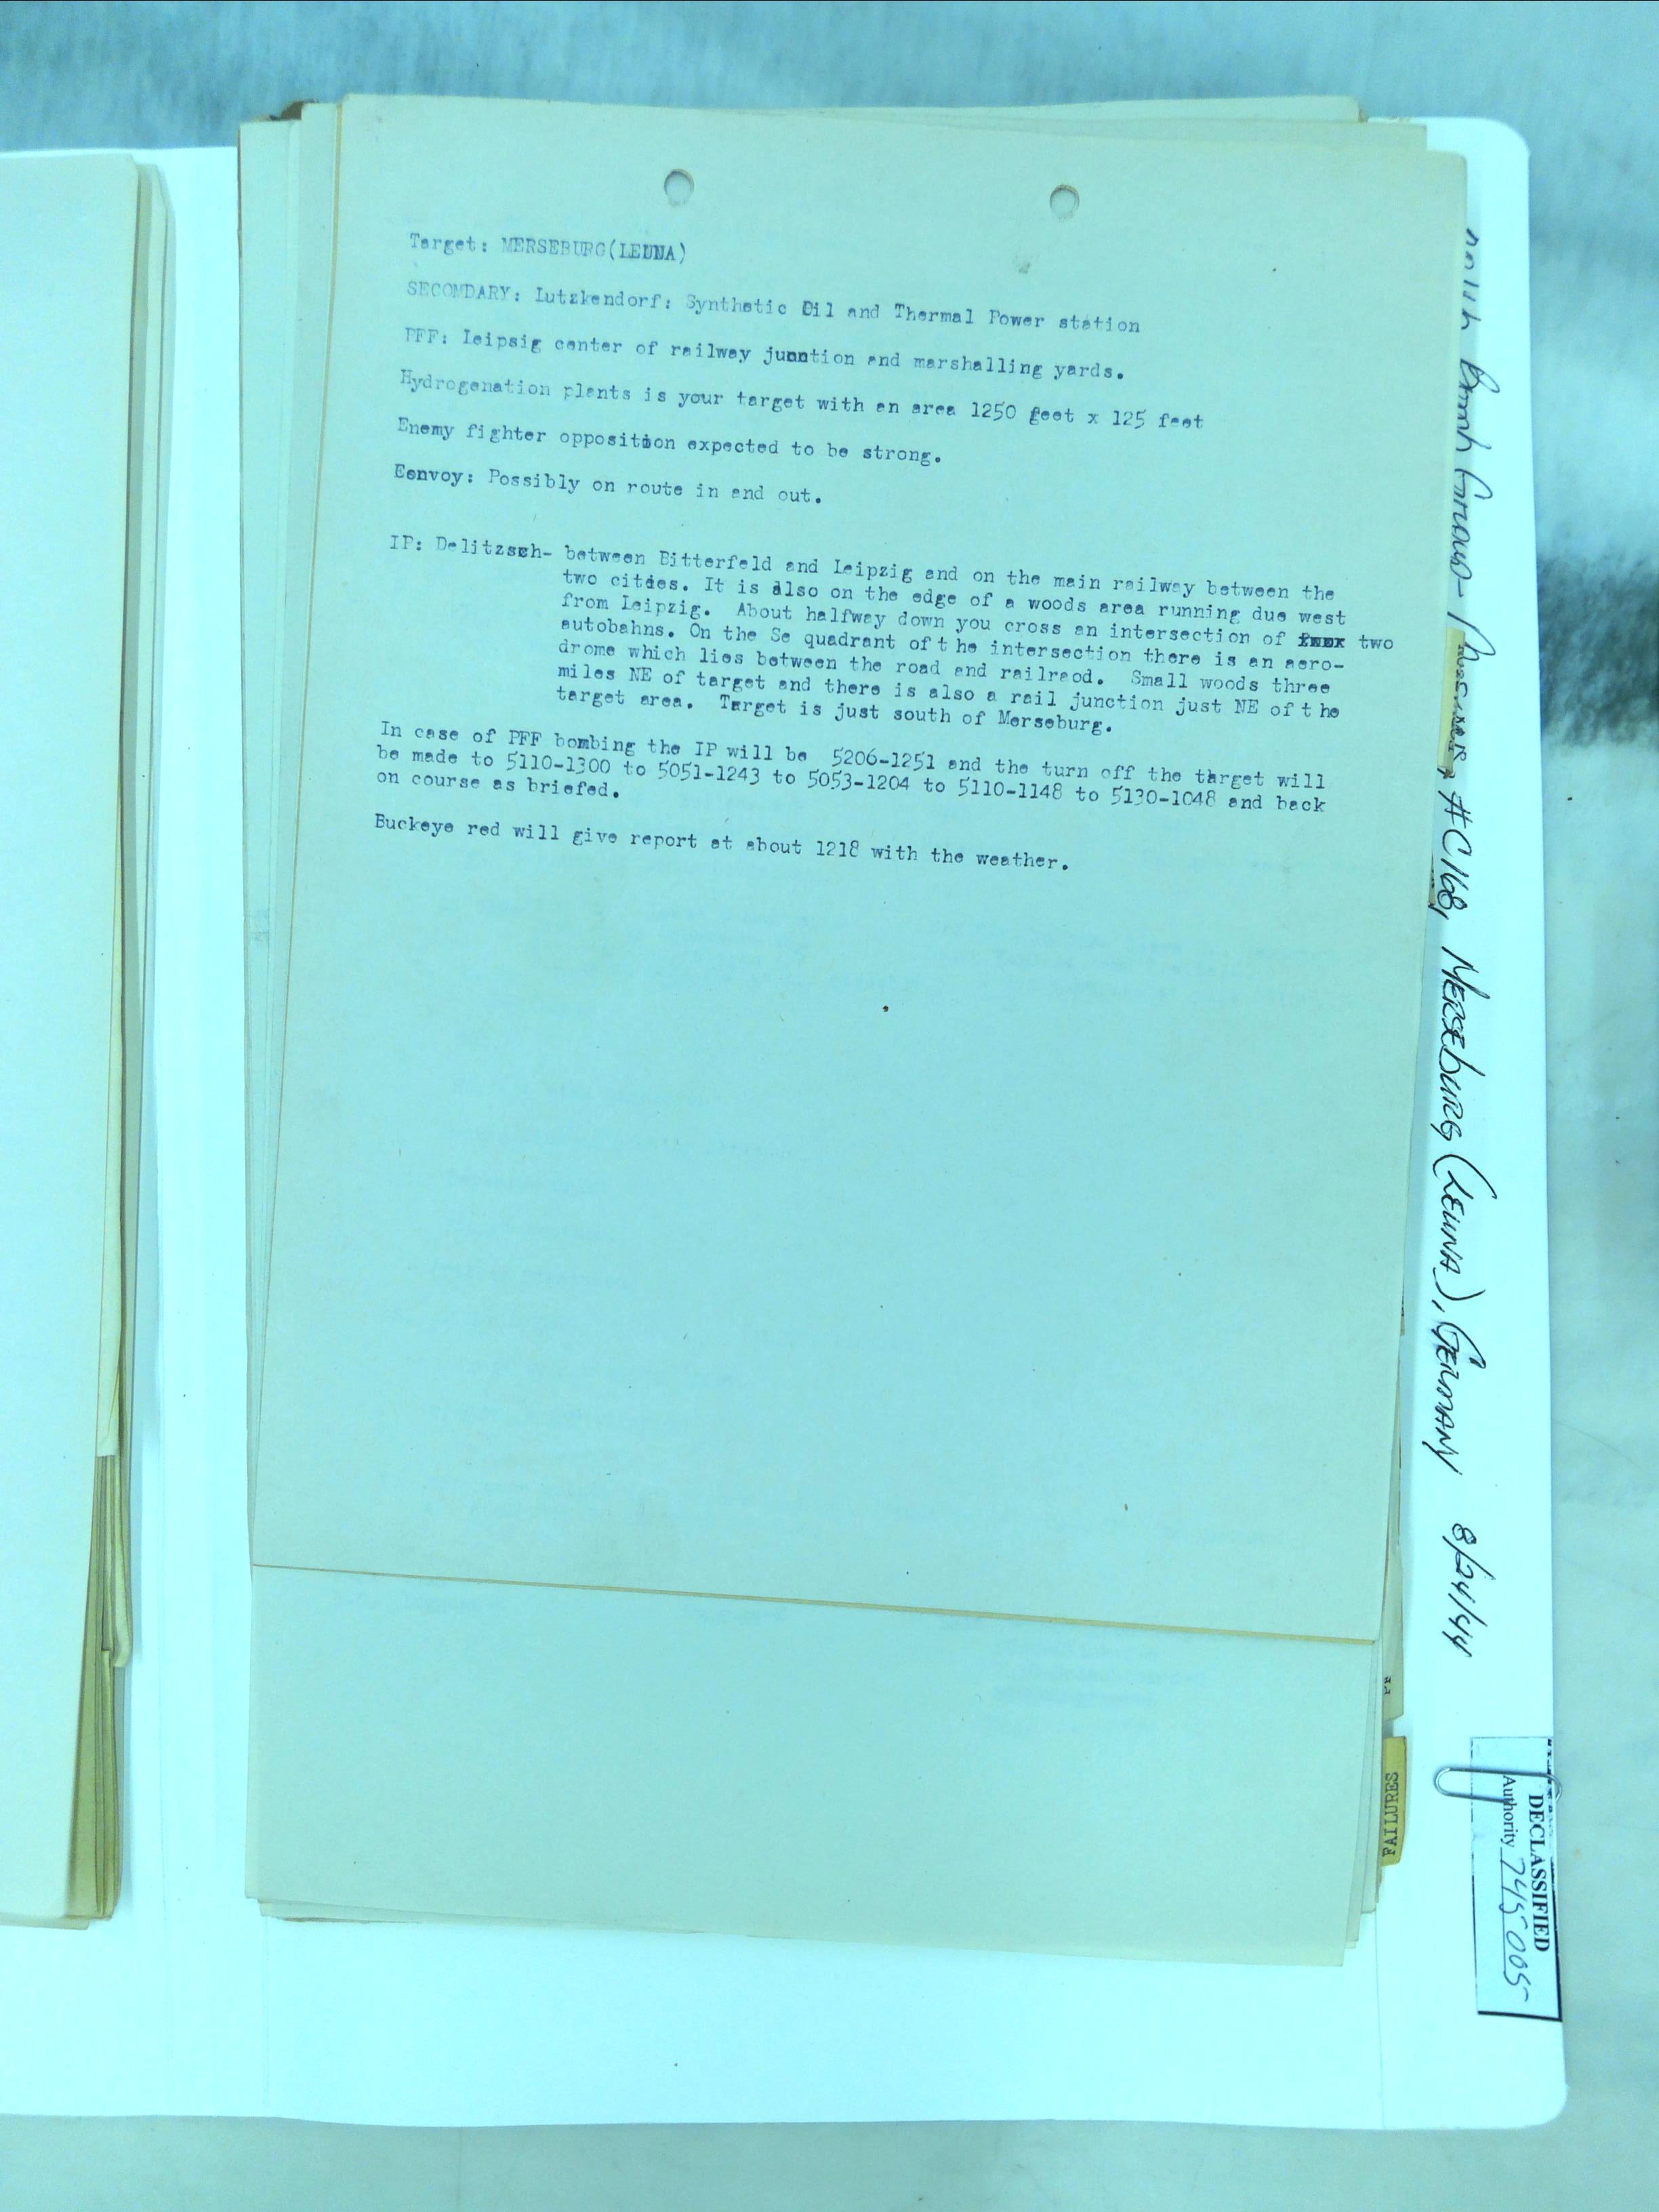 Target: MERSEBURG(LEUNA)
SECOMDARY: Lutzkendorf: Synthetic Oil and Thermal Power station
PFF: Leipsig center of railway junntion and marshalling yards.
Hydrogenation plants is your target with an area 1250 feet x 125 feet
Enemy fighter opposition expected to be strong.
Eonvoy: Possibly on route in and out.
IP: Delitzsch- between Bitterfeld and Leipzig and on the main railway between the
two cities. It is also on the edge of a woods area running due west
from Leipzig. About halfway down you cross an intersection of two
autobahns. On the Se quadrant of t he intersection there is an aero-
drome which lies between the road and railraod. Small woods three
miles NE of target and there is also a rail junction just NE of t he
target area. Target is just south of Merseburg.
In case of PFF bombing the IP will be 5206-1251 and the turn off the target will
be made to 5110-1300 to 5051-1243 to 5053-1204 to 5110-1148 to 5130-1048 and back
on course as briefed.
Buckeye red will give report at about 1218 with the weather.
Bomb Group- #C168, MERSEBURG (LEUNA), GERMANY 8/24/44
FAILURES
DECLASSIFIED
Authority 745005